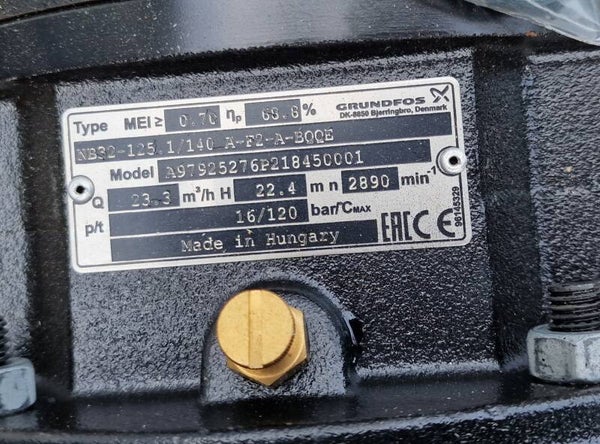 GRUNDFOS
DK-8850 Bjerringbro, Denmark
Type MEI≥ 0.70 ηp 68.8 %
NB32-125.1/140 A-F2-A-BQQE
Model A97925276P218450001
Q 23.3 m³/h H 22.4 m n 2890 min⁻¹
p/t 16/120 bar/°C MAX
Made in Hungary
EAC CE
96145329